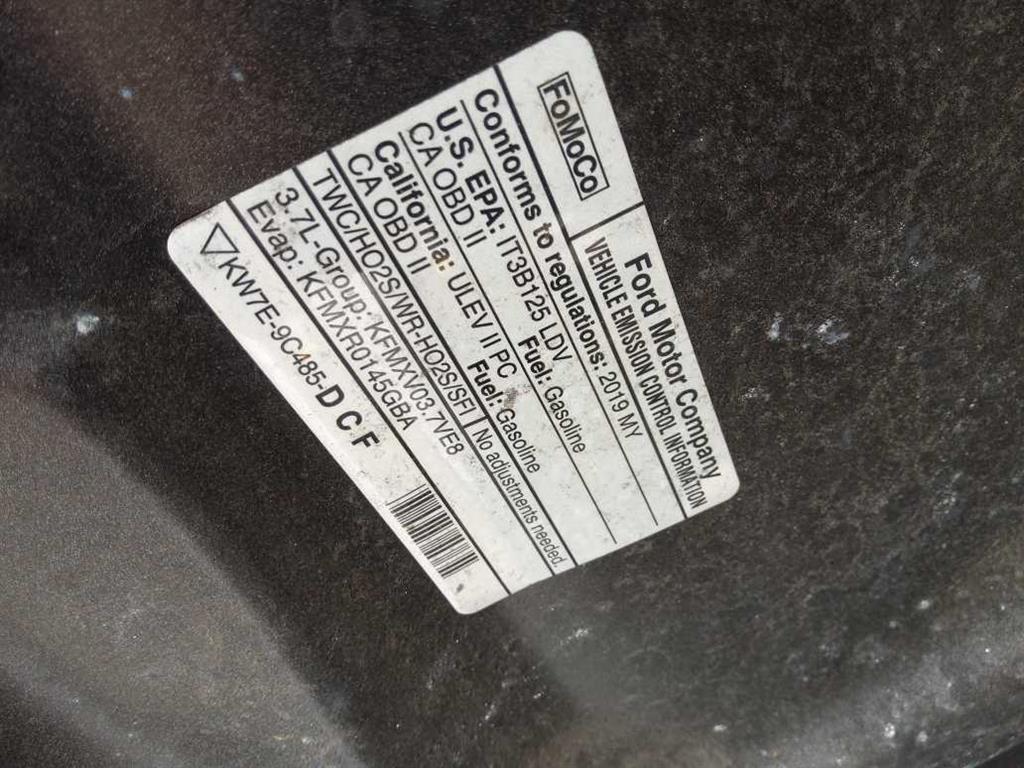 FoMoCo
Ford Motor Company
VEHICLE EMISSION CONTROL INFORMATION
Conforms to regulations: 2019 MY
U.S. EPA: 1T3B125 LDV Fuel: Gasoline
CA OBD II
California: ULEV II PC Fuel: Gasoline
CA OBD II
TWC/HO2S/WR-HO2S/SFI No adjustments needed.
3.7L-Group: KFMXV03.7VE8
Evap: KFMXR0145GBA
KW7E-9C485-D C F